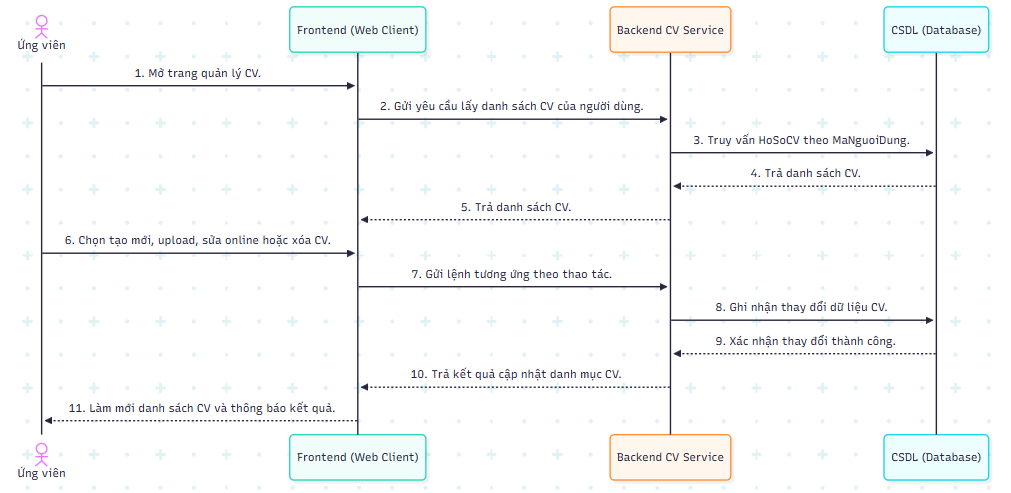 Ứng viên
Frontend (Web Client)
Backend CV Service
CSDL (Database)
1. Mở trang quản lý CV.
2. Gửi yêu cầu lấy danh sách CV của người dùng.
3. Truy vấn HoSoCV theo MaNguoiDung.
4. Trả danh sách CV.
5. Trả danh sách CV.
6. Chọn tạo mới, upload, sửa online hoặc xóa CV.
7. Gửi lệnh tương ứng theo thao tác.
8. Ghi nhận thay đổi dữ liệu CV.
9. Xác nhận thay đổi thành công.
10. Trả kết quả cập nhật danh mục CV.
11. Làm mới danh sách CV và thông báo kết quả.
Ứng viên
Frontend (Web Client)
Backend CV Service
CSDL (Database)